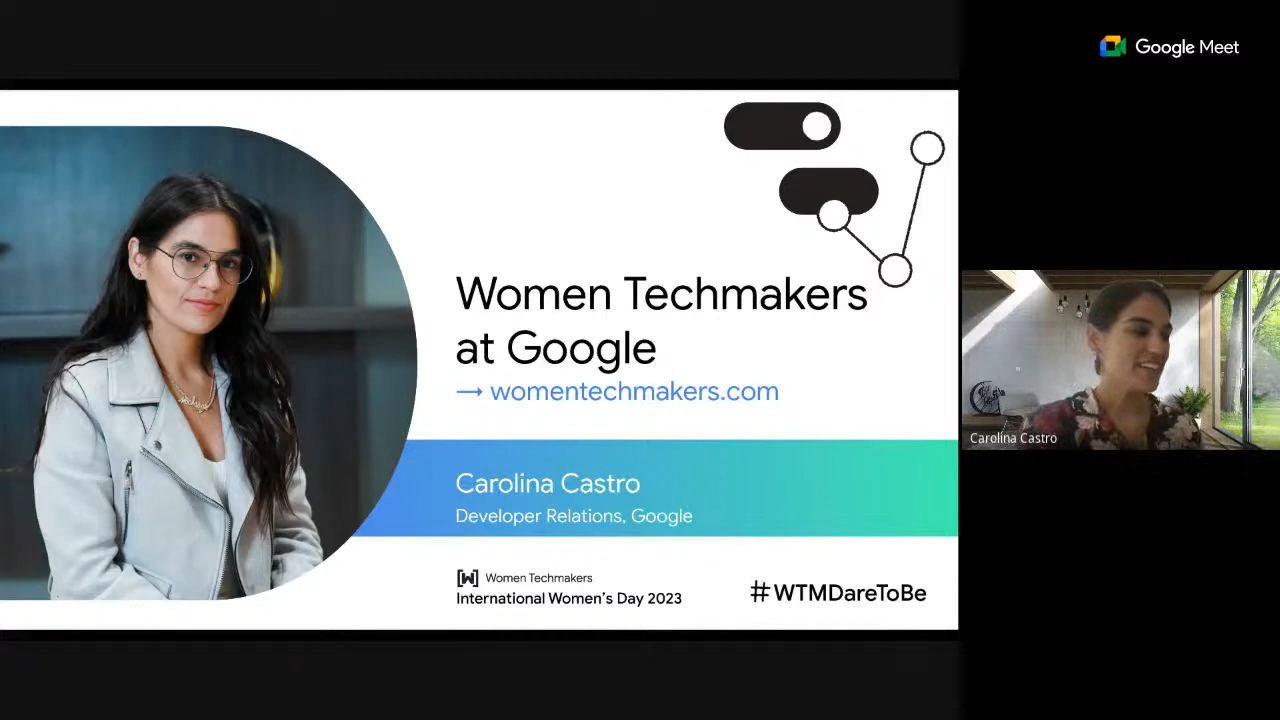 Google Meet
Women Techmakers
at Google
→ womentechmakers.com
Carolina Castro
Developer Relations, Google
[W] Women Techmakers
International Women's Day 2023
#WTMDareToBe
Carolina Castro